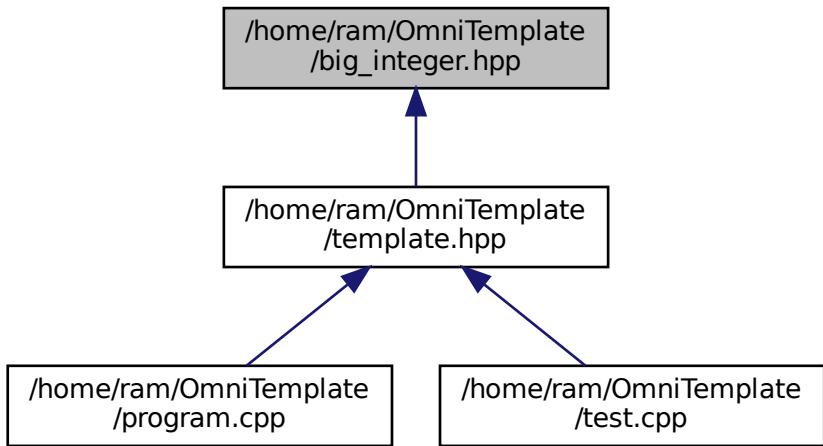 /home/ram/OmniTemplate
/big_integer.hpp
/home/ram/OmniTemplate
/template.hpp
/home/ram/OmniTemplate
/program.cpp
/home/ram/OmniTemplate
/test.cpp